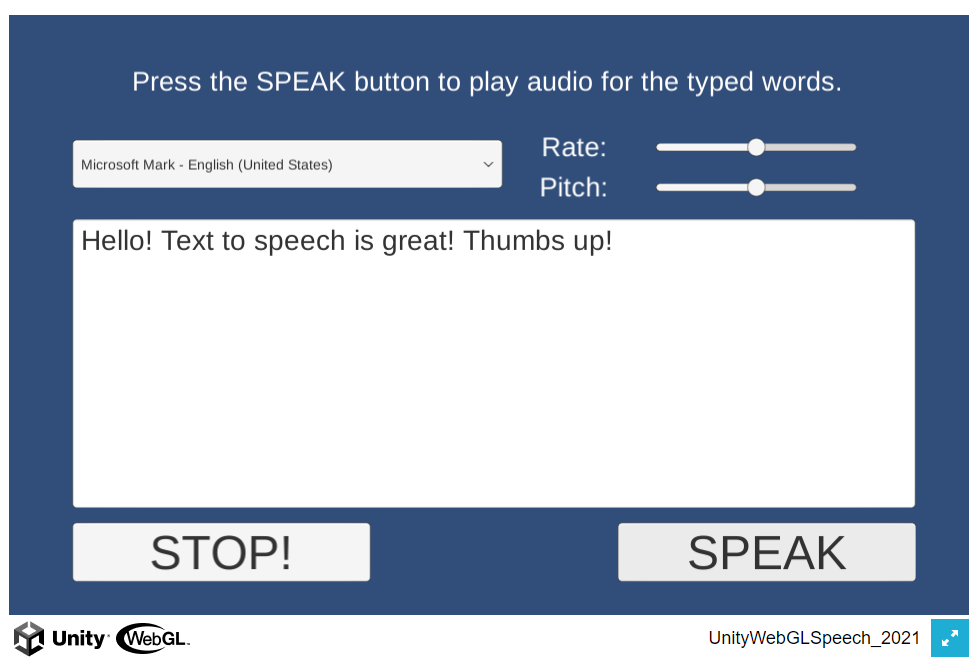 Press the SPEAK button to play audio for the typed words.
Microsoft Mark - English (United States)
Rate:
Pitch:
Hello! Text to speech is great! Thumbs up!
STOP!
SPEAK
Unity WebGL
UnityWebGLSpeech_2021